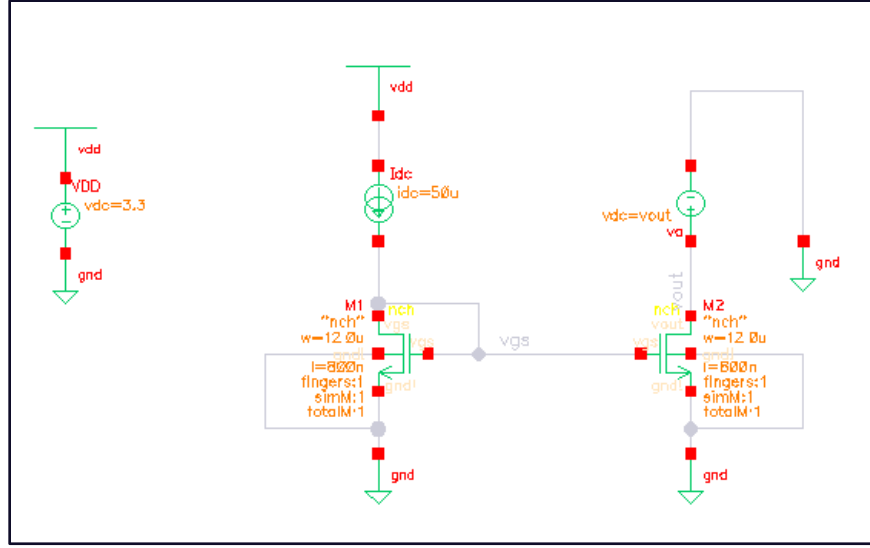 vdd
vdd
VDD
vdc=3.3
gnd
Idc
idc=50u
vdc=vout
va
gnd
vout
M1
nch
"nch"
vgs
w=12.0u
vgs
gnd!
l=800n
fingers:1
gnd!
simM:1
totalM:1
vgs
M2
nch
"nch"
vout
w=12.0u
vgs
gnd!
l=800n
fingers:1
gnd!
simM:1
totalM:1
gnd
gnd